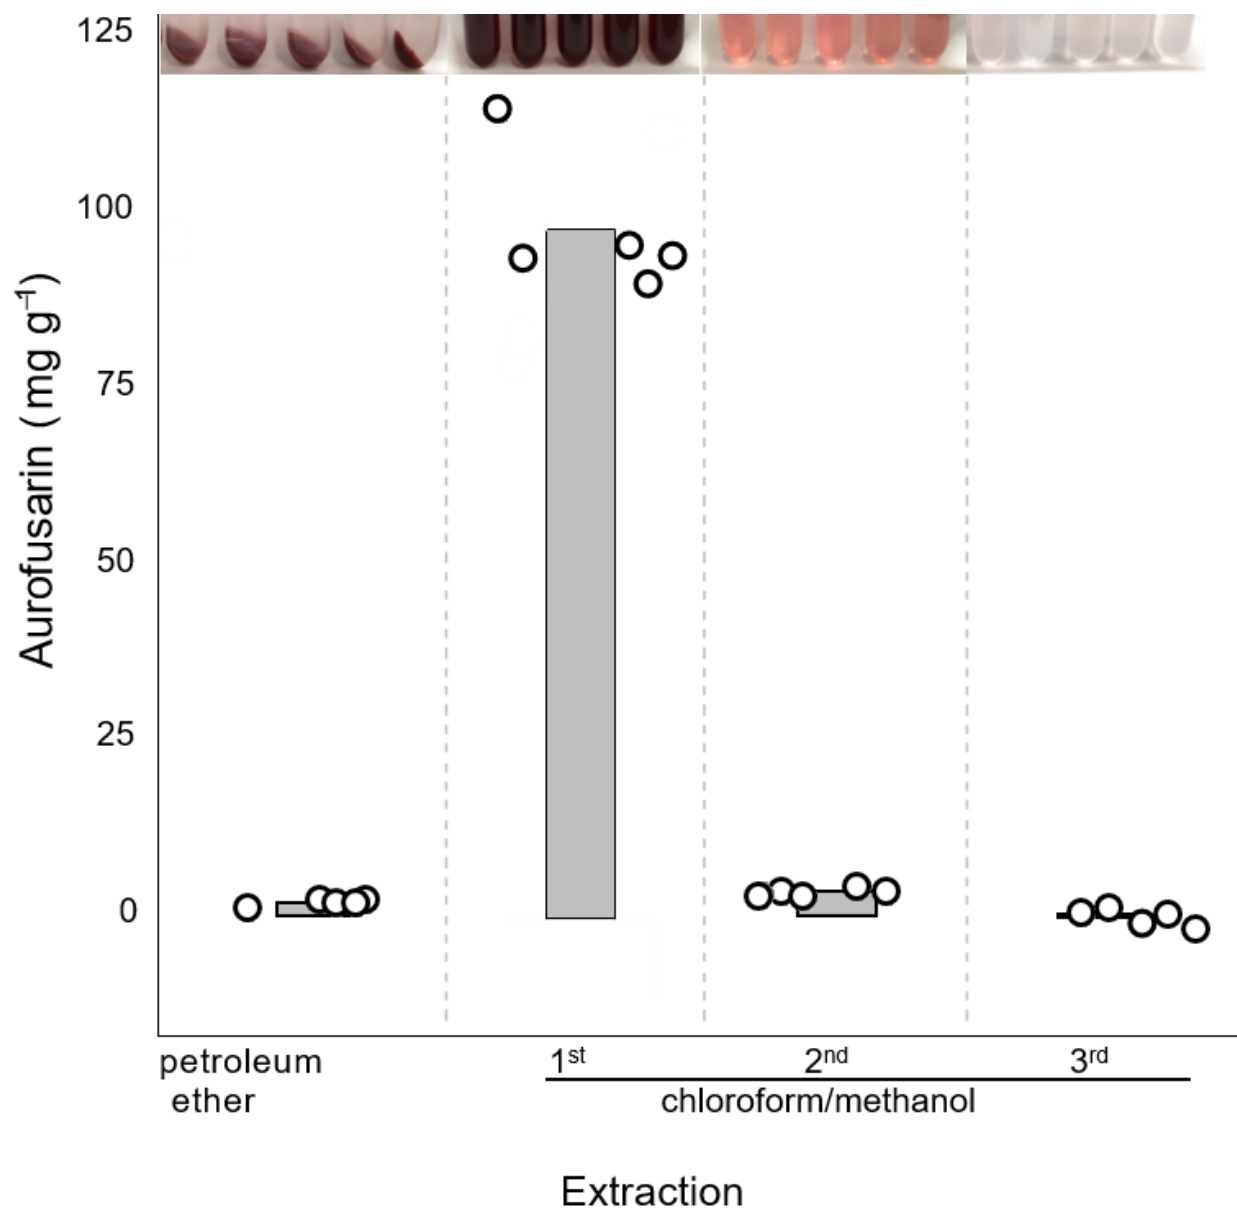 125
100
75
50
25
0
Aurofusarin (mg g⁻¹)
petroleum
ether
1st
2nd
3rd
chloroform/methanol
Extraction